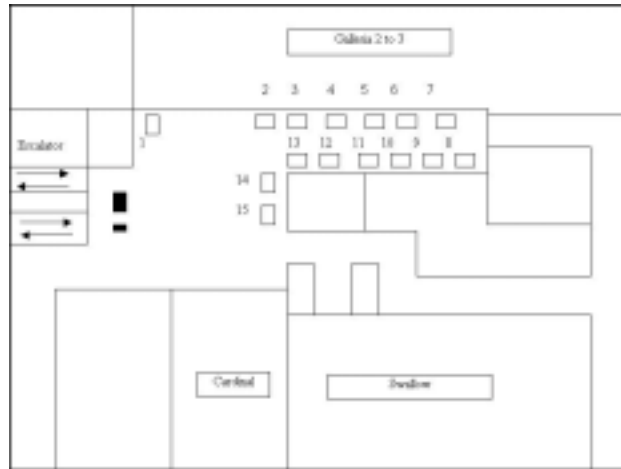 Galleria 2 to 3
2 3 4 5 6 7
1
Escalator
13 12 11 10 9 8
14
15
Cardinal
Swallow